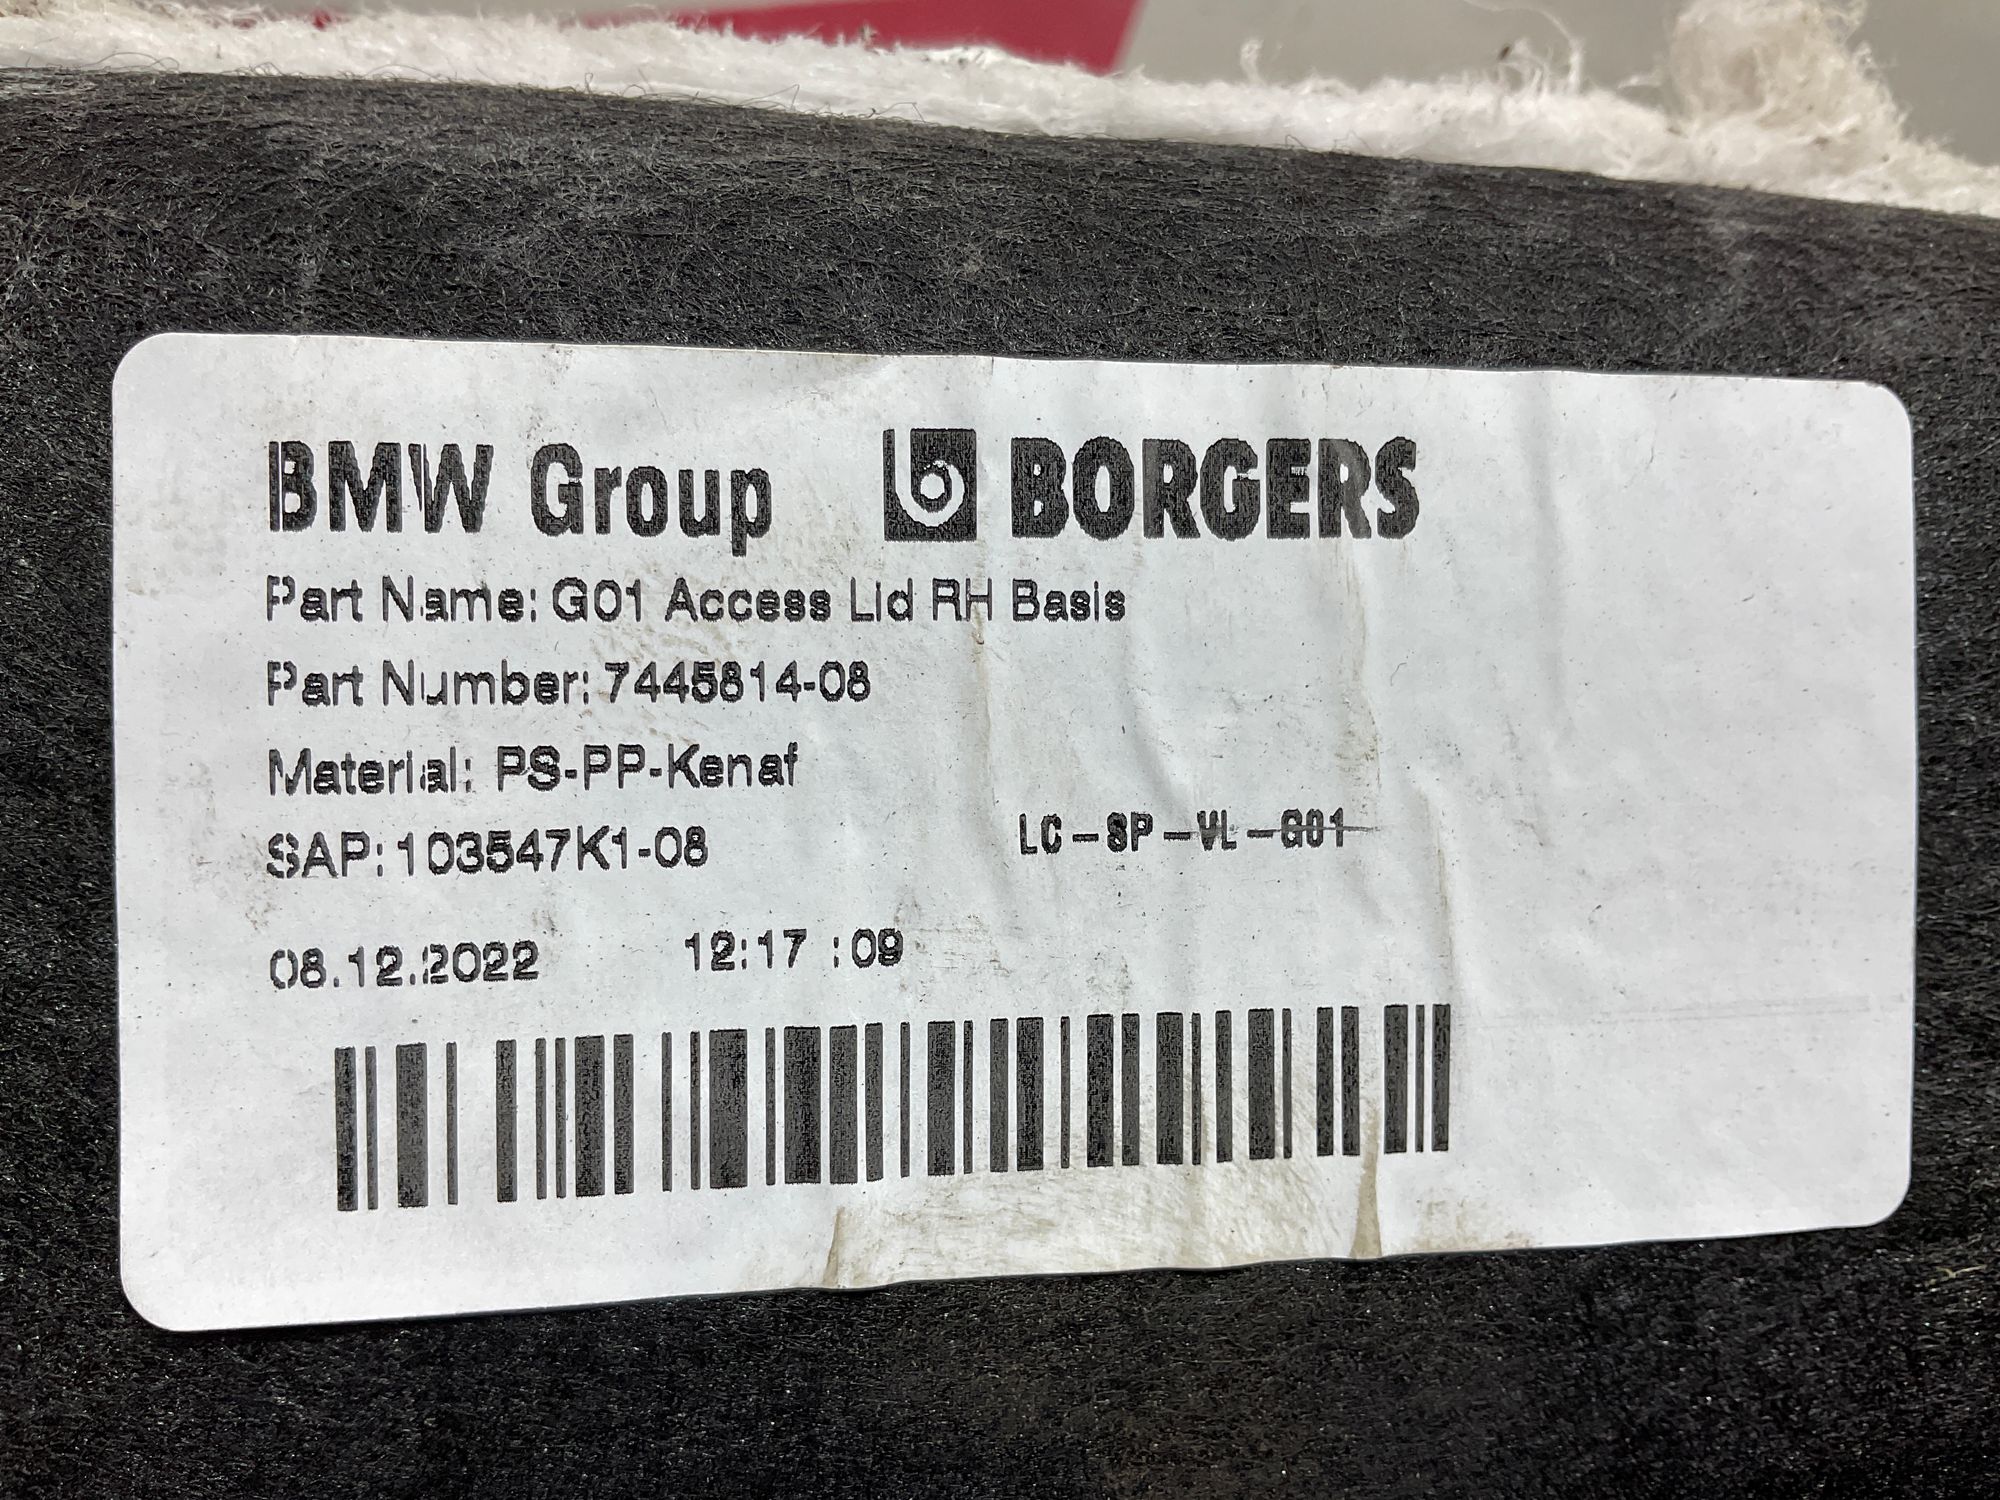 BMW Group BORGERS
Part Name: G01 Access Lid RH Basis
Part Number: 7445814-08
Material: PS-PP-Kenaf
SAP: 103547K1-08 LC-SP-VL-G01
08.12.2022 12:17 :09